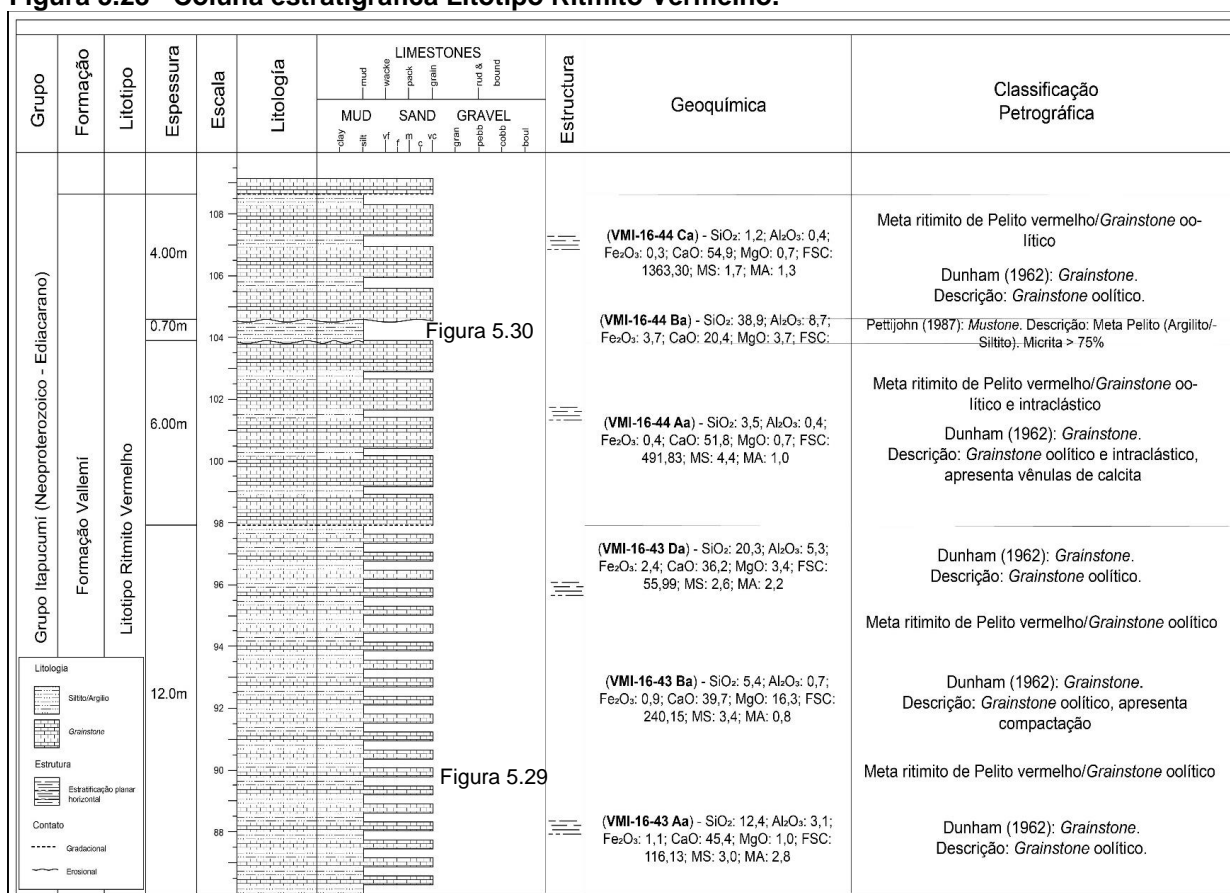 Figura 5.28 - Coluna estratigráfica Litotipo Ritmito Vermelho.
Grupo
Formação
Litotipo
Espessura
Escala
Litología
LIMESTONES
mud
wacke
pack
grain
rud &
bound
MUD SAND GRAVEL
clay
silt
vf
f
m
c
vc
gran
pebb
cobb
boul
Estructura
Geoquímica
Classificação
Petrográfica
Grupo Itapucumí (Neoproterozoico - Ediacarano)
Formação Vallemí
Litotipo Ritmito Vermelho
4.00m
0.70m
6.00m
12.0m
108
106
104
102
100
98
96
94
92
90
88
Figura 5.30
Figura 5.29
(VMI-16-44 Ca) - SiO₂: 1,2; Al₂O₃: 0,4;
Fe₂O₃: 0,3; CaO: 54,9; MgO: 0,7; FSC:
1363,30; MS: 1,7; MA: 1,3
(VMI-16-44 Ba) - SiO₂: 38,9; Al₂O₃: 8,7;
Fe₂O₃: 3,7; CaO: 20,4; MgO: 3,7; FSC:
(VMI-16-44 Aa) - SiO₂: 3,5; Al₂O₃: 0,4;
Fe₂O₃: 0,4; CaO: 51,8; MgO: 0,7; FSC:
491,83; MS: 4,4; MA: 1,0
(VMI-16-43 Da) - SiO₂: 20,3; Al₂O₃: 5,3;
Fe₂O₃: 2,4; CaO: 36,2; MgO: 3,4; FSC:
55,99; MS: 2,6; MA: 2,2
(VMI-16-43 Ba) - SiO₂: 5,4; Al₂O₃: 0,7;
Fe₂O₃: 0,9; CaO: 39,7; MgO: 16,3; FSC:
240,15; MS: 3,4; MA: 0,8
(VMI-16-43 Aa) - SiO₂: 12,4; Al₂O₃: 3,1;
Fe₂O₃: 1,1; CaO: 45,4; MgO: 1,0; FSC:
116,13; MS: 3,0; MA: 2,8
Meta ritimito de Pelito vermelho/Grainstone oo-
lítico
Dunham (1962): Grainstone.
Descrição: Grainstone oolítico.
Pettijohn (1987): Mustone. Descrição: Meta Pelito (Argilito/-
Siltito). Micrita > 75%
Meta ritimito de Pelito vermelho/Grainstone oo-
lítico e intraclástico
Dunham (1962): Grainstone.
Descrição: Grainstone oolítico e intraclástico,
apresenta vênulas de calcita
Dunham (1962): Grainstone.
Descrição: Grainstone oolítico.
Meta ritimito de Pelito vermelho/Grainstone oolítico
Dunham (1962): Grainstone.
Descrição: Grainstone oolítico, apresenta
compactação
Meta ritimito de Pelito vermelho/Grainstone oolítico
Dunham (1962): Grainstone.
Descrição: Grainstone oolítico.
Litologia
Siltito/Argilio
Grainstone
Estrutura
Estratificação planar
horizontal
Contato
Gradacional
Erosional